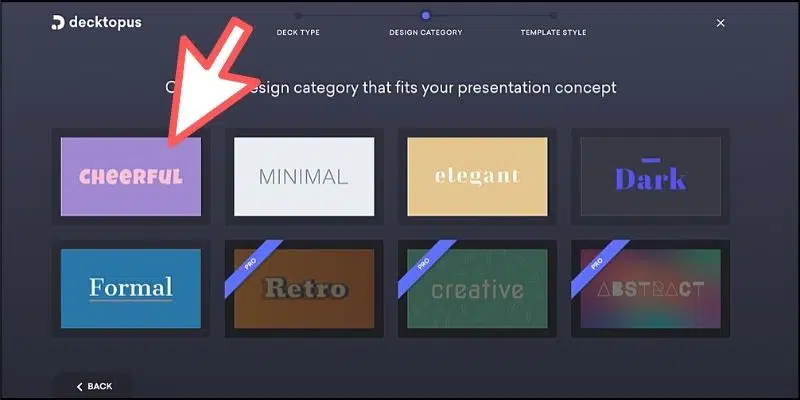 decktopus
DECK TYPE
DESIGN CATEGORY
TEMPLATE STYLE
esign category that fits your presentation concept
CHEERFUL
MINIMAL
elegant
Dark
Formal
PRO
Retro
PRO
creative
PRO
ABSTRACT
BACK